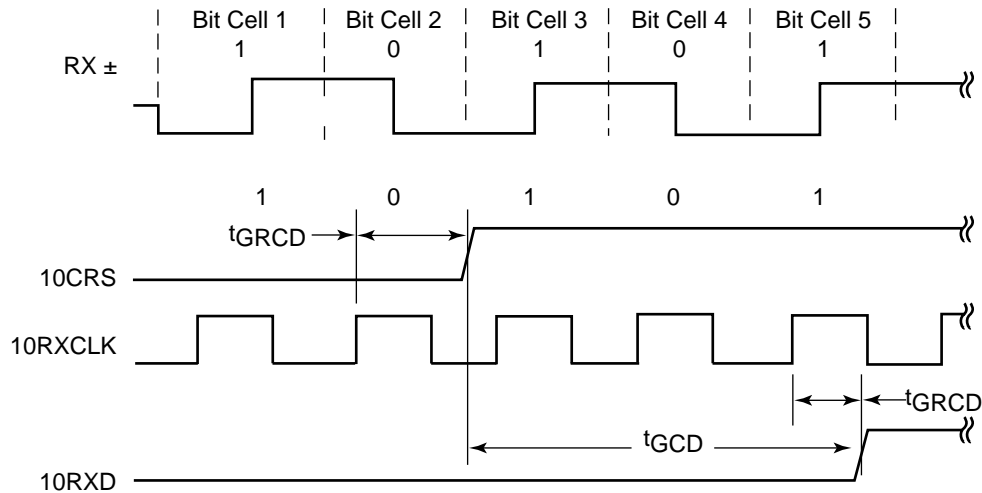 Bit Cell 1 Bit Cell 2 Bit Cell 3 Bit Cell 4 Bit Cell 5
1 0 1 0 1
RX ±
1 0 1 0 1
tGRCD
10CRS
10RXCLK
tGRCD
tGCD
10RXD